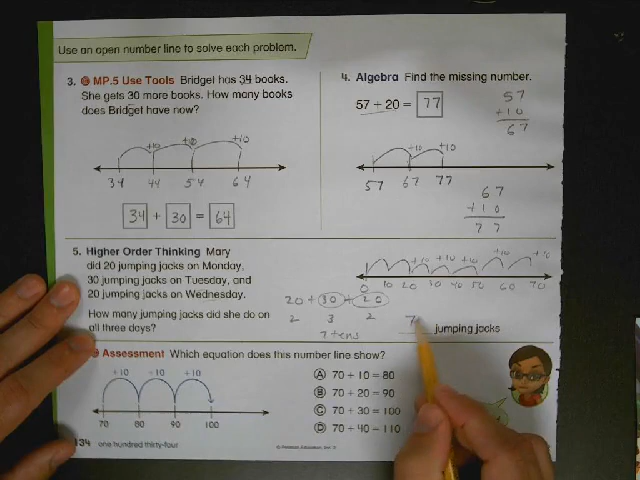 Use an open number line to solve each problem.
3. MP.5 Use Tools Bridget has 34 books.
She gets 30 more books. How many books
does Bridget have now?
+10 +10 +10
34 44 54 64
34 + 30 = 64
4. Algebra Find the missing number.
57 + 20 = 77
57
+10
67
+10 +10
57 67 77
67
+10
77
5. Higher Order Thinking Mary
did 20 jumping jacks on Monday,
30 jumping jacks on Tuesday, and
20 jumping jacks on Wednesday.
How many jumping jacks did she do on
all three days?
+10 +10 +10 +10 +10
0 10 20 30 40 50 60 70
20 + 30 + 20
2 3 2
7 tens
7 jumping jacks
Assessment Which equation does this number line show?
+10 +10 +10
70 80 90 100
A 70 + 10 = 80
B 70 + 20 = 90
C 70 + 30 = 100
D 70 + 40 = 110
134 one hundred thirty-four